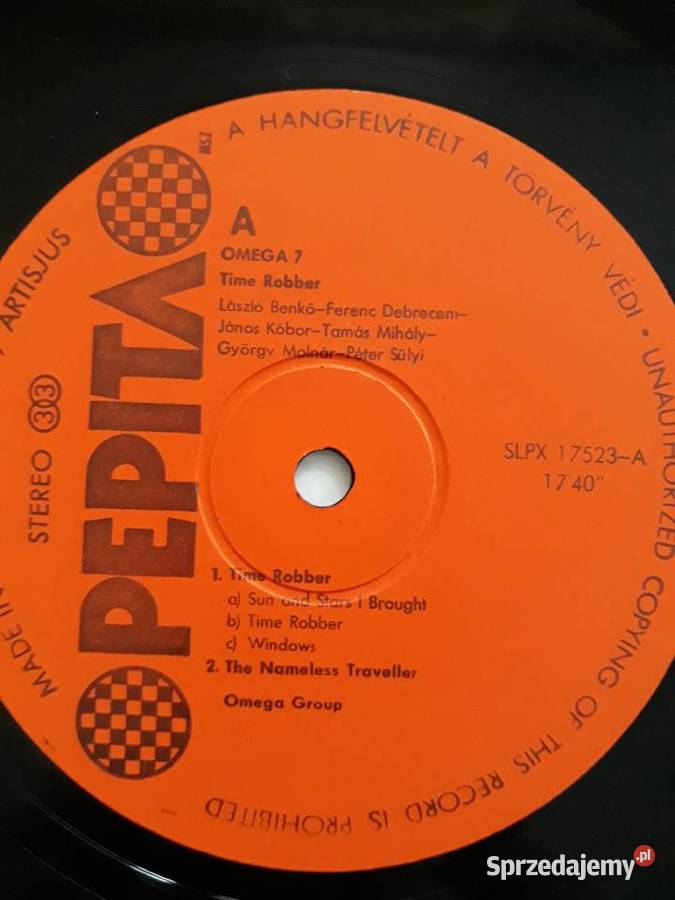 A HANGFELVÉTELT A TÖRVÉNY VÉDI • UNAUTHORIZED COPYING OF THIS RECORD IS PROHIBITED
MADE IN
ARTISJUS
MSZ
PEPITA
STEREO 33
A
OMEGA 7
Time Robber
László Benkő–Ferenc Debreceni–
János Kóbor–Tamás Mihály–
György Molnár–Péter Sülyi
SLPX 17523–A
17'40"
1. Time Robber
a) Sun and Stars I Brought
b) Time Robber
c) Windows
2. The Nameless Traveller
Omega Group
Sprzedajemy.pl